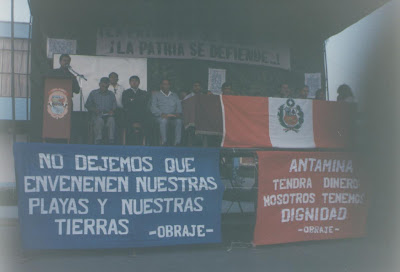 ¡LA PATRIA SE DEFIENDE..!
NO DEJEMOS QUE
ENVENENEN NUESTRAS
PLAYAS Y NUESTRAS
TIERRAS -OBRAJE-
ANTAMINA
TENDRA DINERO
NOSOTROS TENEMOS
DIGNIDAD
-OBRAJE-